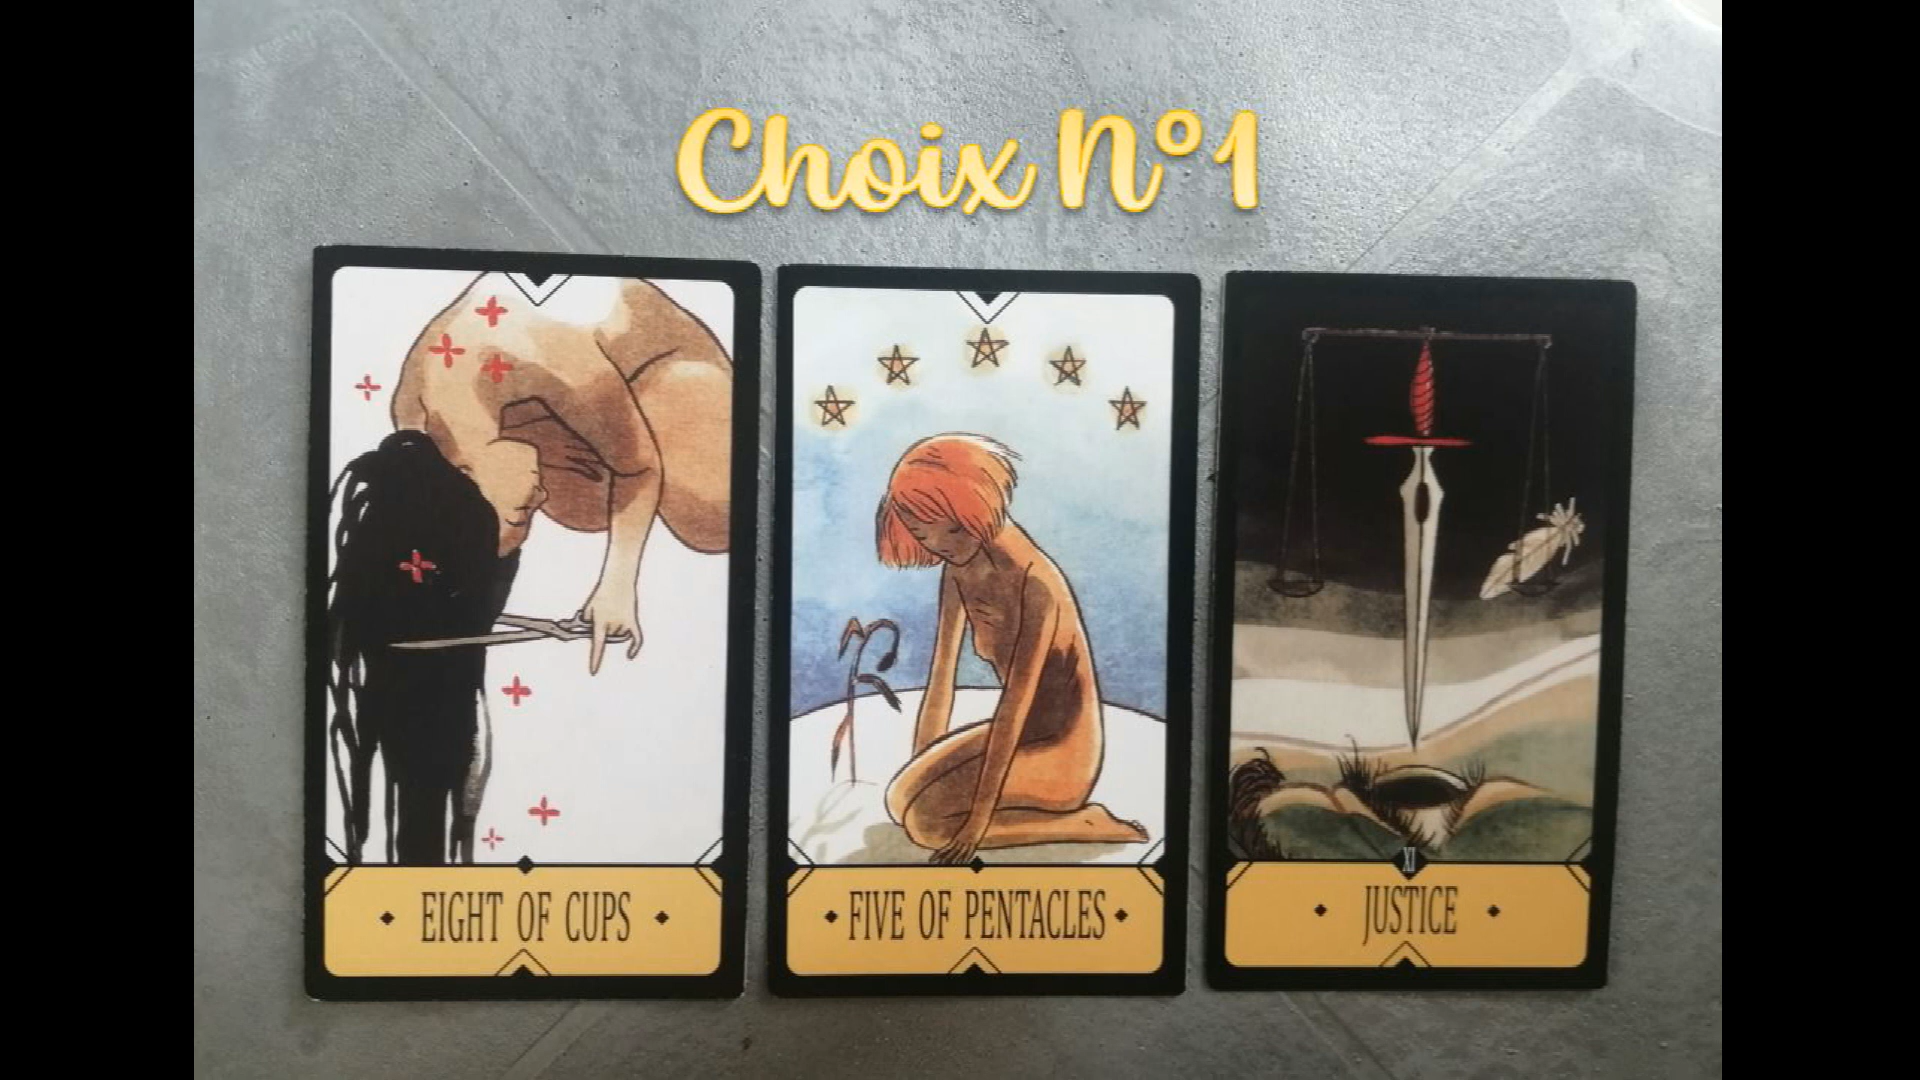 Choix N°1
EIGHT OF CUPS
FIVE OF PENTACLES
XI
JUSTICE